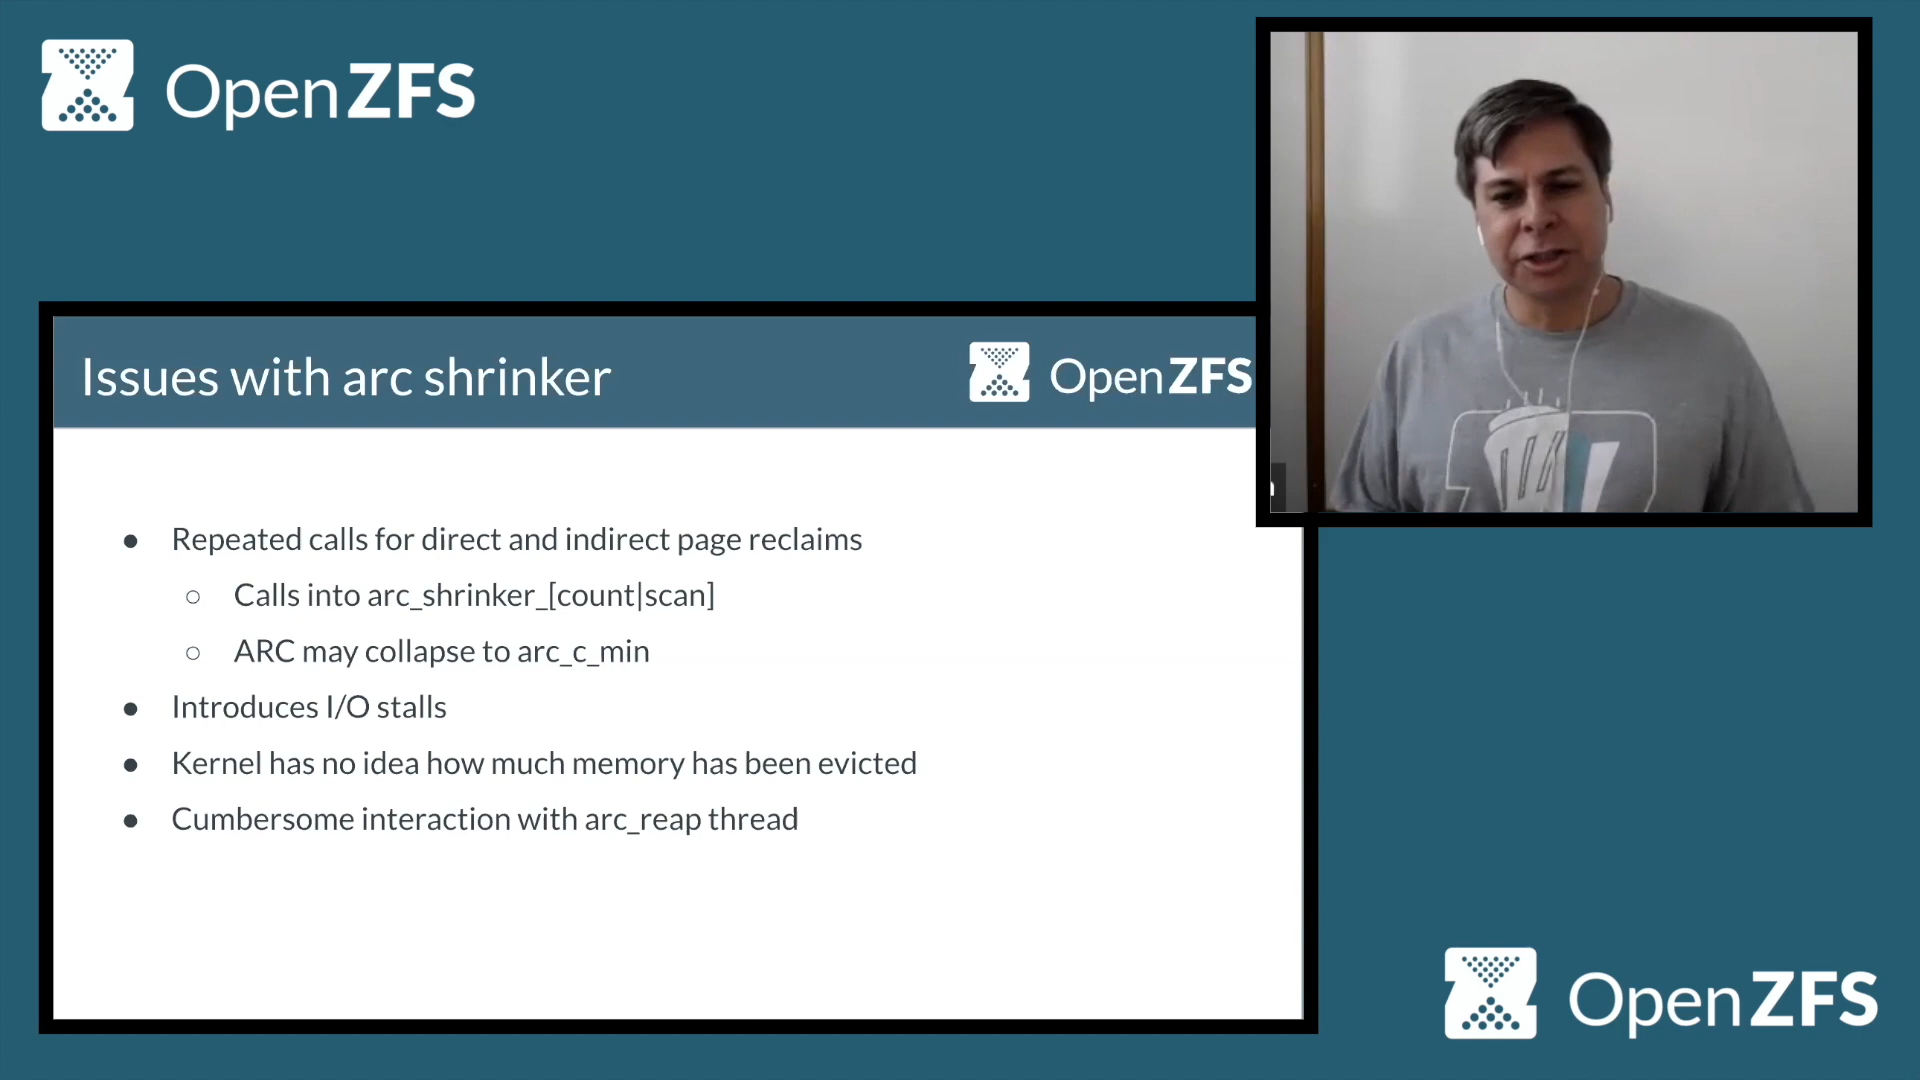 OpenZFS
Issues with arc shrinker
OpenZFS
● Repeated calls for direct and indirect page reclaims
○ Calls into arc_shrinker_[count|scan]
○ ARC may collapse to arc_c_min
● Introduces I/O stalls
● Kernel has no idea how much memory has been evicted
● Cumbersome interaction with arc_reap thread
OpenZFS